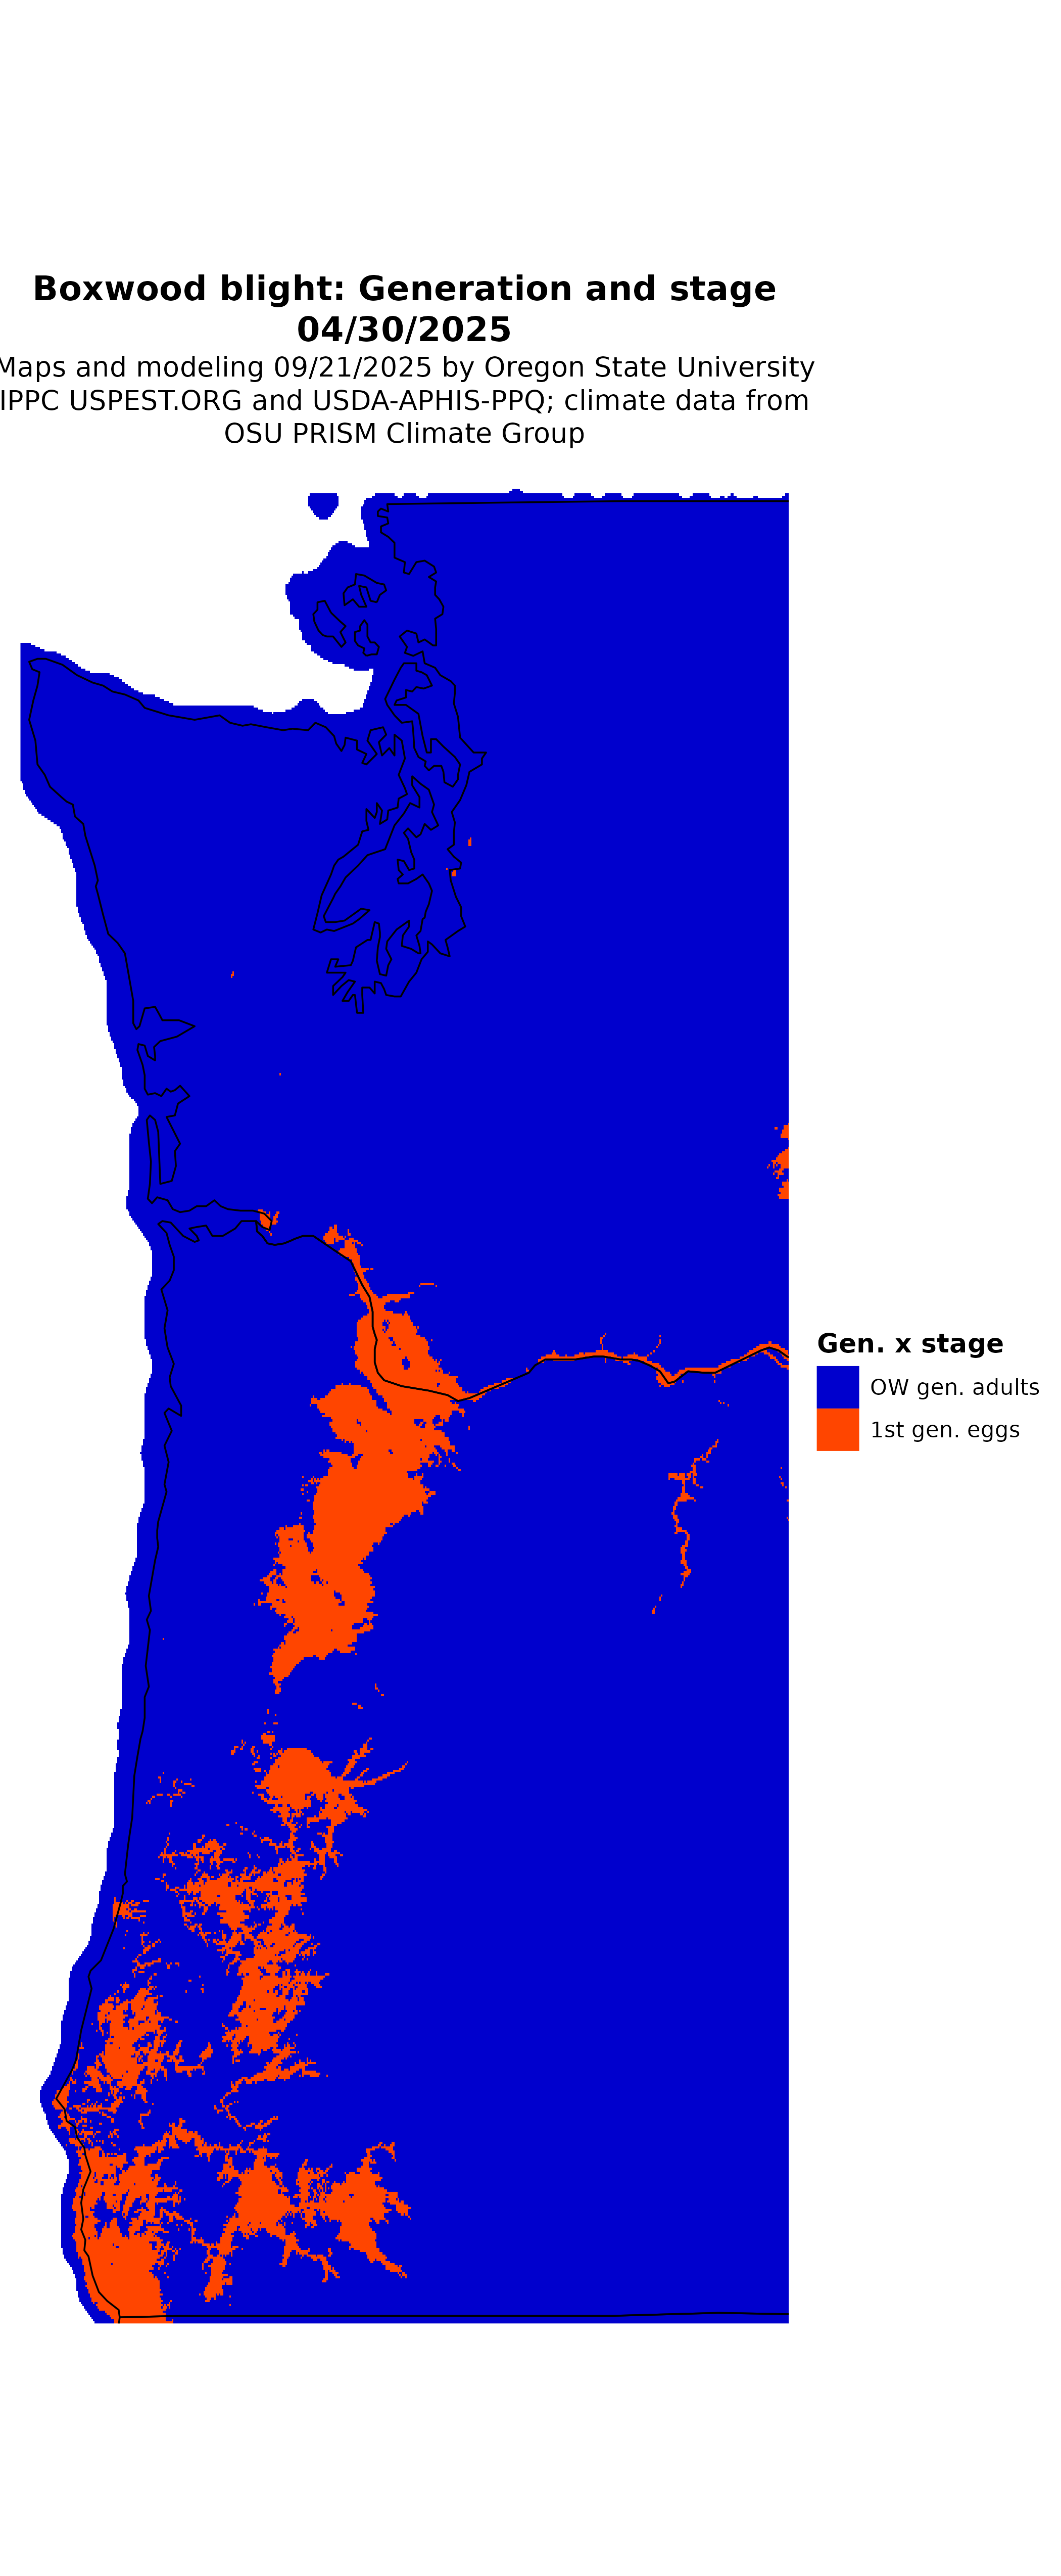 Boxwood blight: Generation and stage
04/30/2025
Maps and modeling 09/21/2025 by Oregon State University
IPPC USPEST.ORG and USDA-APHIS-PPQ; climate data from
OSU PRISM Climate Group
Gen. x stage
OW gen. adults
1st gen. eggs